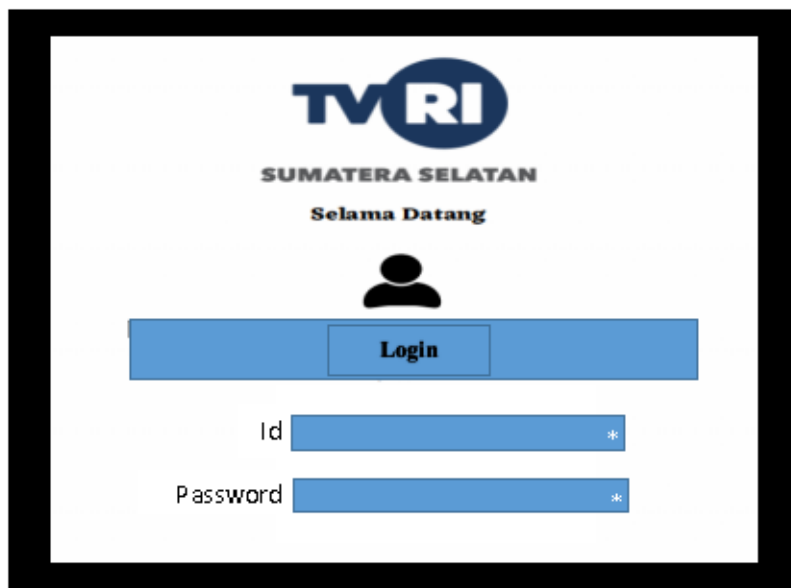 TVRI
SUMATERA SELATAN
Selama Datang
Login
Id *
Password *